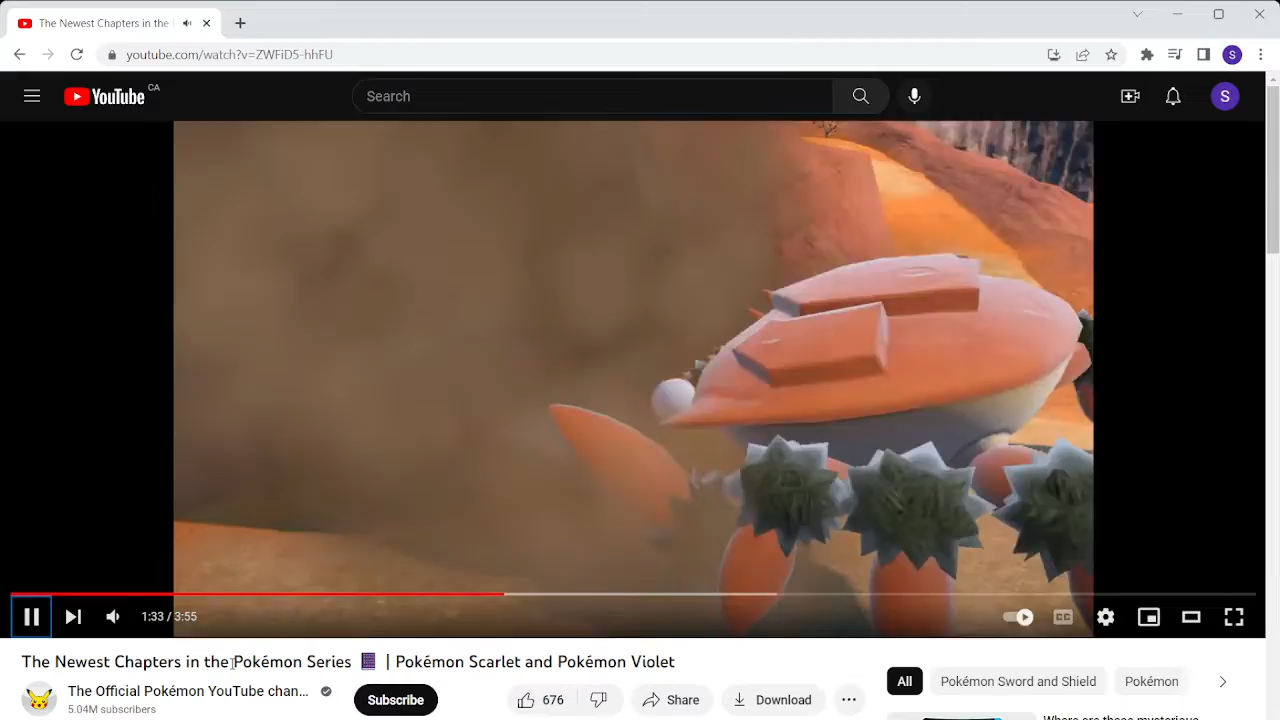 The Newest Chapters in the
youtube.com/watch?v=ZWFiD5-hhFU
S
YouTube CA
Search
S
1:33 / 3:55
CC
The Newest Chapters in the Pokémon Series | Pokémon Scarlet and Pokémon Violet
The Official Pokémon YouTube chan...
5.04M subscribers
Subscribe
676
Share
Download
All
Pokémon Sword and Shield
Pokémon
Where are these mysterious